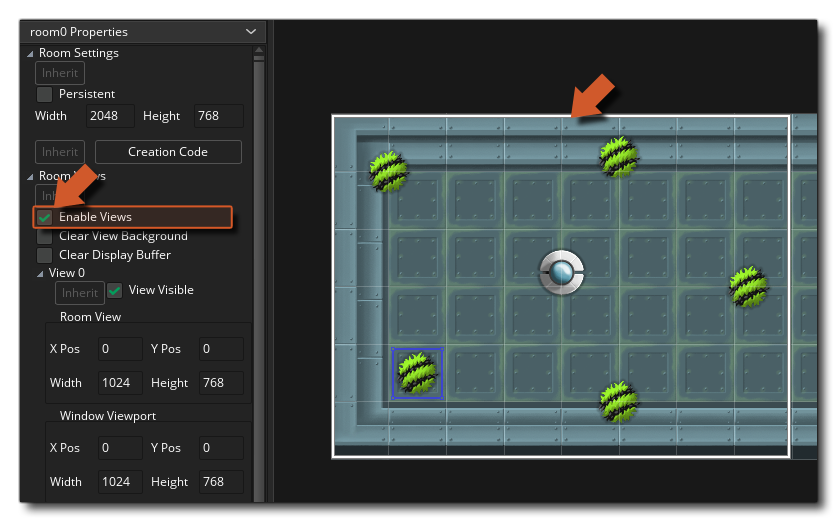 room0 Properties
Room Settings
Inherit
Persistent
Width 2048 Height 768
Inherit Creation Code
Enable Views
Clear View Background
Clear Display Buffer
View 0
Inherit View Visible
Room View
X Pos 0 Y Pos 0
Width 1024 Height 768
Window Viewport
X Pos 0 Y Pos 0
Width 1024 Height 768